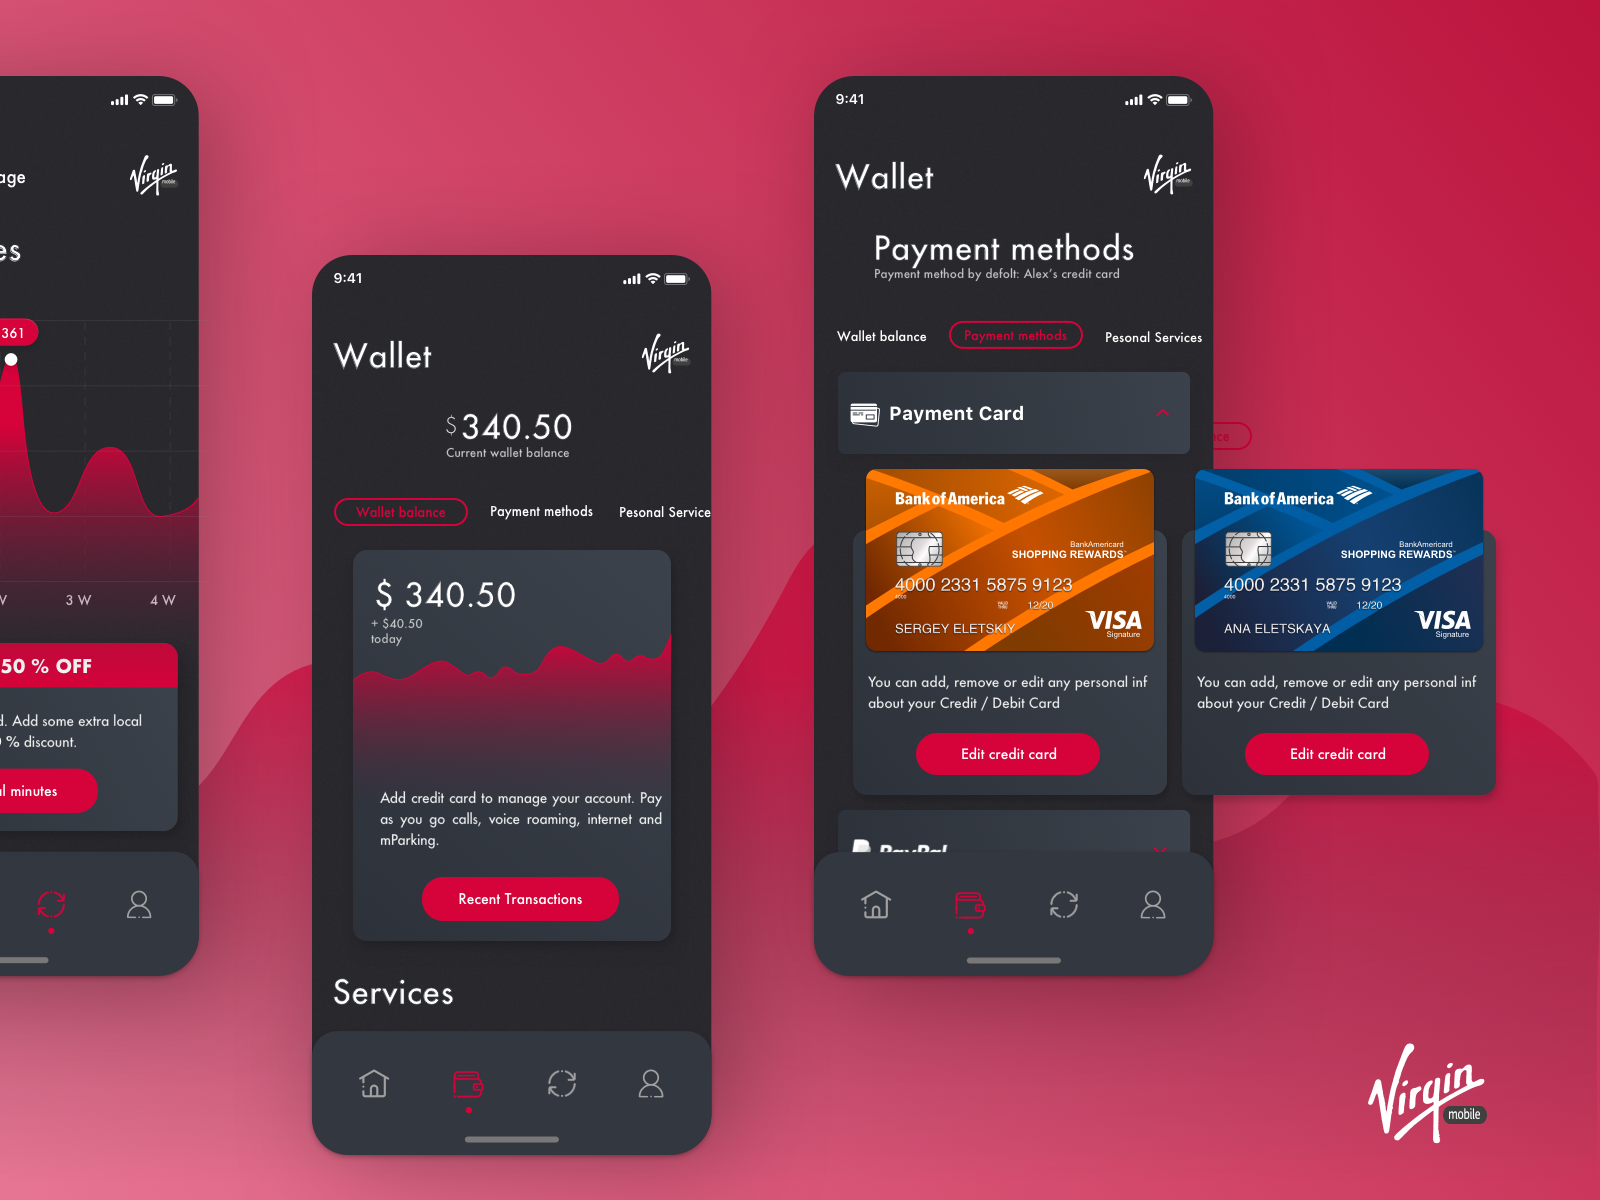 age
Virgin
mobile
es
361
W
3 W
4 W
50 % OFF
d. Add some extra local
% discount.
al minutes
9:41
Wallet
Virgin
mobile
$ 340.50
Current wallet balance
Wallet balance
Payment methods
Pesonal Service
$ 340.50
+ $40.50
today
Add credit card to manage your account. Pay
as you go calls, voice roaming, internet and
mParking.
Recent Transactions
Services
9:41
Wallet
Virgin
mobile
Payment methods
Payment method by defolt: Alex's credit card
Wallet balance
Payment methods
Pesonal Services
Payment Card
nce
Bank of America
BankAmericard
SHOPPING REWARDS
4000 2331 5875 9123
4000
VALID
THRU
12/20
SERGEY ELETSKIY
VISA
Signature
You can add, remove or edit any personal inf
about your Credit / Debit Card
Edit credit card
Bank of America
BankAmericard
SHOPPING REWARDS
4000 2331 5875 9123
4000
VALID
THRU
12/20
ANA ELETSKAYA
VISA
Signature
You can add, remove or edit any personal inf
about your Credit / Debit Card
Edit credit card
PayPal
Virgin
mobile